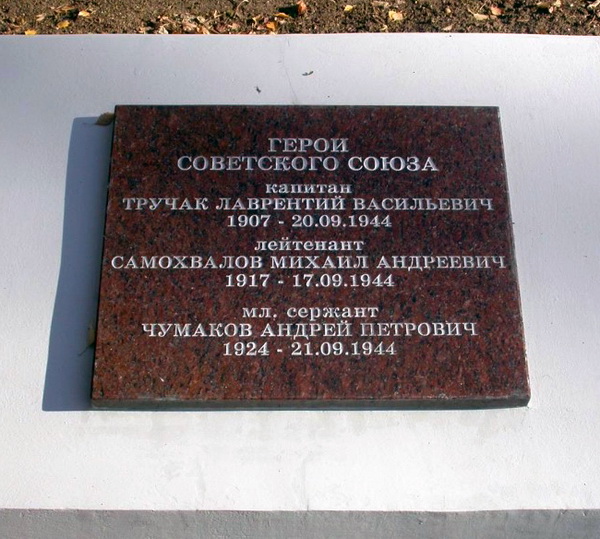 ГЕРОИ
СОВЕТСКОГО СОЮЗА
капитан
ТРУЧАК ЛАВРЕНТИЙ ВАСИЛЬЕВИЧ
1907 - 20.09.1944
лейтенант
САМОХВАЛОВ МИХАИЛ АНДРЕЕВИЧ
1917 - 17.09.1944
мл. сержант
ЧУМАКОВ АНДРЕЙ ПЕТРОВИЧ
1924 - 21.09.1944